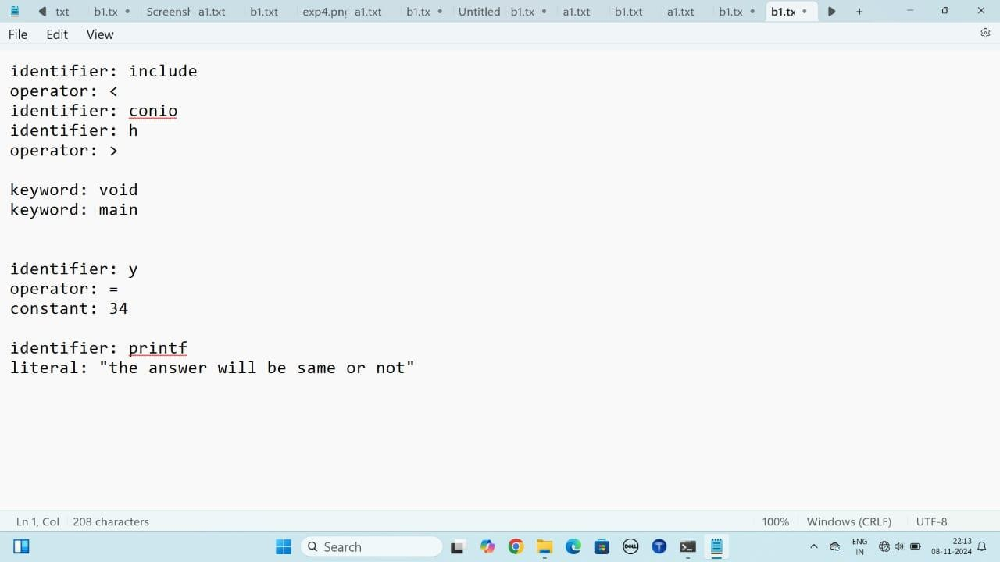 txt b1.tx Screensh a1.txt b1.txt exp4.pn a1.txt b1.tx Untitled b1.tx a1.txt b1.txt a1.txt b1.tx b1.tx
File Edit View
identifier: include
operator: <
identifier: conio
identifier: h
operator: >
keyword: void
keyword: main
identifier: y
operator: =
constant: 34
identifier: printf
literal: "the answer will be same or not"
Ln 1, Col 208 characters 100% Windows (CRLF) UTF-8
Search DELL T ENG 22:13
IN 08-11-2024